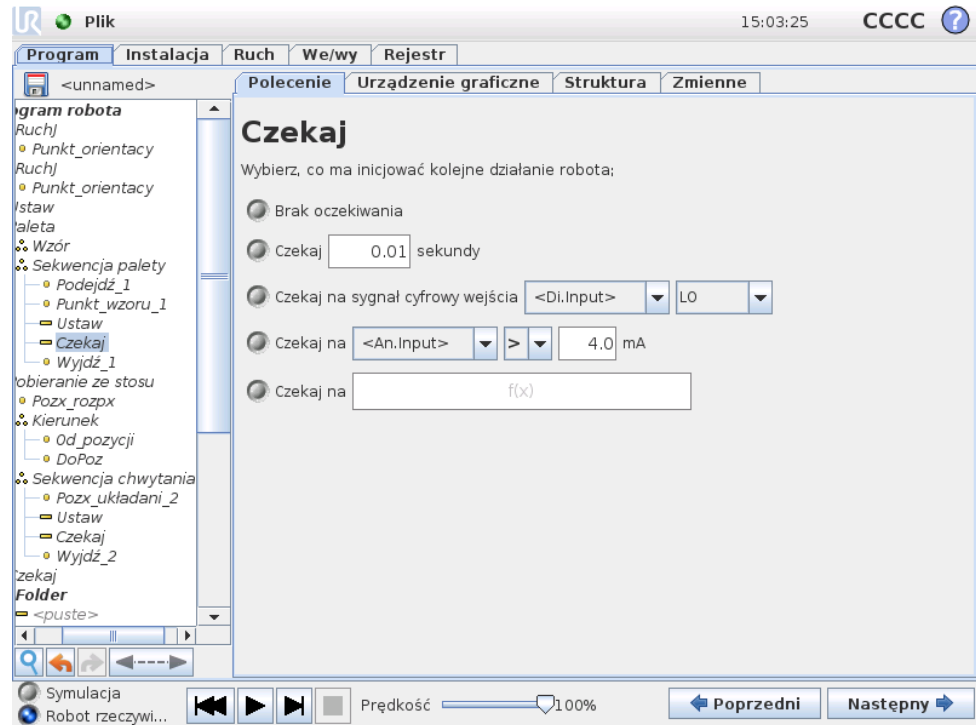 UR Plik 15:03:25 CCCC ?
Program Instalacja Ruch We/wy Rejestr
<unnamed>
Polecenie Urządzenie graficzne Struktura Zmienne
ogram robota
RuchJ
Punkt_orientacy
RuchJ
Punkt_orientacy
Istaw
aleta
Wzór
Sekwencja palety
Podejdź_1
Punkt_wzoru_1
Ustaw
Czekaj
Wyjdź_1
obieranie ze stosu
Pozx_rozpx
Kierunek
Od_pozycji
DoPoz
Sekwencja chwytania
Pozx_układani_2
Ustaw
Czekaj
Wyjdź_2
zekaj
Folder
<puste>
Czekaj
Wybierz, co ma inicjować kolejne działanie robota;
Brak oczekiwania
Czekaj 0.01 sekundy
Czekaj na sygnał cyfrowy wejścia <Di.Input> LO
Czekaj na <An.Input> > 4.0 mA
Czekaj na f(x)
Symulacja
Robot rzeczywi...
Prędkość 100%
Poprzedni Następny